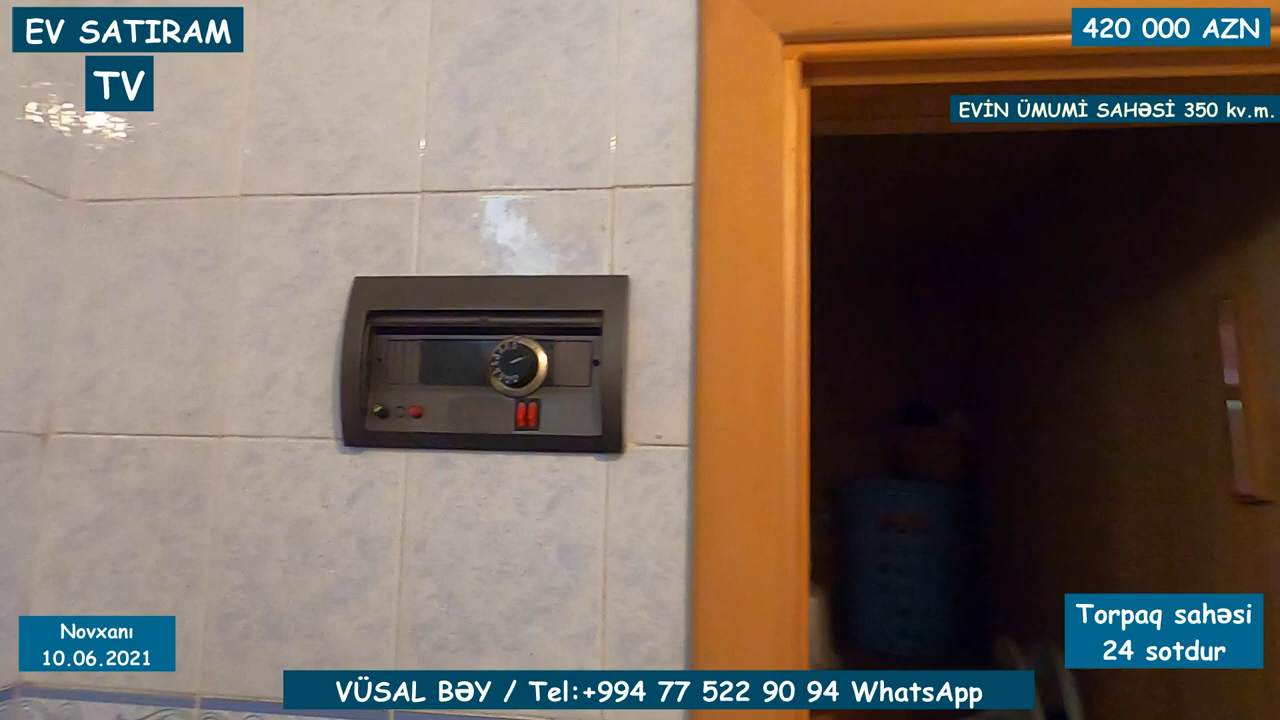 EV SATIRAM
TV
420 000 AZN
EVİN ÜMUMİ SAHƏSİ 350 kv.m.
Novxanı
10.06.2021
Torpaq sahəsi
24 sotdur
VÜSAL BƏY / Tel:+994 77 522 90 94 WhatsApp